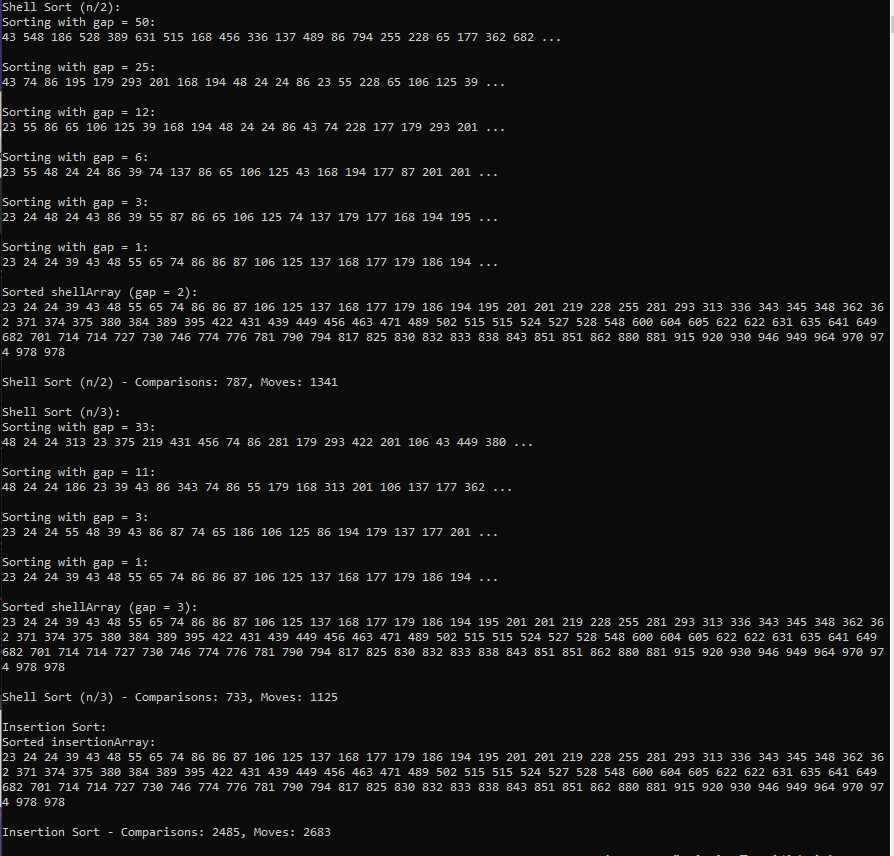 Shell Sort (n/2):
Sorting with gap = 50:
43 548 186 528 389 631 515 168 456 336 137 489 86 794 255 228 65 177 362 682 ...
Sorting with gap = 25:
43 74 86 195 179 293 201 168 194 48 24 24 86 23 55 228 65 106 125 39 ...
Sorting with gap = 12:
23 55 86 65 106 125 39 168 194 48 24 24 86 43 74 228 177 179 293 201 ...
Sorting with gap = 6:
23 55 48 24 24 86 39 74 137 86 65 106 125 43 168 194 177 87 201 201 ...
Sorting with gap = 3:
23 24 48 24 43 86 39 55 87 86 65 106 125 74 137 179 177 168 194 195 ...
Sorting with gap = 1:
23 24 24 39 43 48 55 65 74 86 86 87 106 125 137 168 177 179 186 194 ...
Sorted shellArray (gap = 2):
23 24 24 39 43 48 55 65 74 86 86 87 106 125 137 168 177 179 186 194 195 201 201 219 228 255 281 293 313 336 343 345 348 362 36
2 371 374 375 380 384 389 395 422 431 439 449 456 463 471 489 502 515 515 524 527 528 548 600 604 605 622 622 631 635 641 649
682 701 714 714 727 730 746 774 776 781 790 794 817 825 830 832 833 838 843 851 851 862 880 881 915 920 930 946 949 964 970 97
4 978 978
Shell Sort (n/2) - Comparisons: 787, Moves: 1341
Shell Sort (n/3):
Sorting with gap = 33:
48 24 24 313 23 375 219 431 456 74 86 281 179 293 422 201 106 43 449 380 ...
Sorting with gap = 11:
48 24 24 186 23 39 43 86 343 74 86 55 179 168 313 201 106 137 177 362 ...
Sorting with gap = 3:
23 24 24 55 48 39 43 86 87 74 65 186 106 125 86 194 179 137 177 201 ...
Sorting with gap = 1:
23 24 24 39 43 48 55 65 74 86 86 87 106 125 137 168 177 179 186 194 ...
Sorted shellArray (gap = 3):
23 24 24 39 43 48 55 65 74 86 86 87 106 125 137 168 177 179 186 194 195 201 201 219 228 255 281 293 313 336 343 345 348 362 36
2 371 374 375 380 384 389 395 422 431 439 449 456 463 471 489 502 515 515 524 527 528 548 600 604 605 622 622 631 635 641 649
682 701 714 714 727 730 746 774 776 781 790 794 817 825 830 832 833 838 843 851 851 862 880 881 915 920 930 946 949 964 970 97
4 978 978
Shell Sort (n/3) - Comparisons: 733, Moves: 1125
Insertion Sort:
Sorted insertionArray:
23 24 24 39 43 48 55 65 74 86 86 87 106 125 137 168 177 179 186 194 195 201 201 219 228 255 281 293 313 336 343 345 348 362 36
2 371 374 375 380 384 389 395 422 431 439 449 456 463 471 489 502 515 515 524 527 528 548 600 604 605 622 622 631 635 641 649
682 701 714 714 727 730 746 774 776 781 790 794 817 825 830 832 833 838 843 851 851 862 880 881 915 920 930 946 949 964 970 97
4 978 978
Insertion Sort - Comparisons: 2485, Moves: 2683